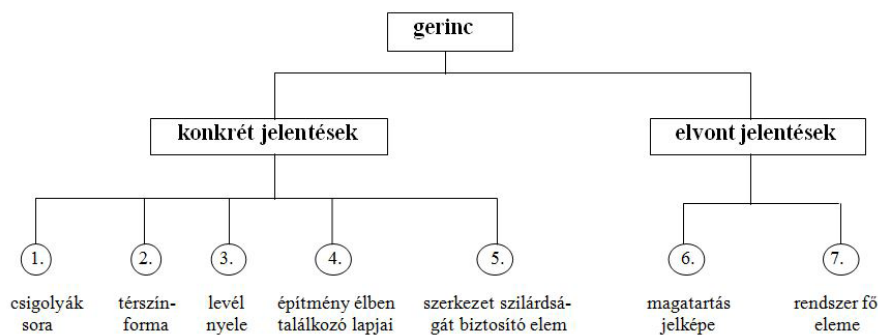 gerinc
konkrét jelentések
elvont jelentések
1.
2.
3.
4.
5.
6.
7.
csigolyák
sora
térszín-
forma
levél
nyele
építmény élben
találkozó lapjai
szerkezet szilárdsá-
gát biztosító elem
magatartás
jelképe
rendszer fő
eleme